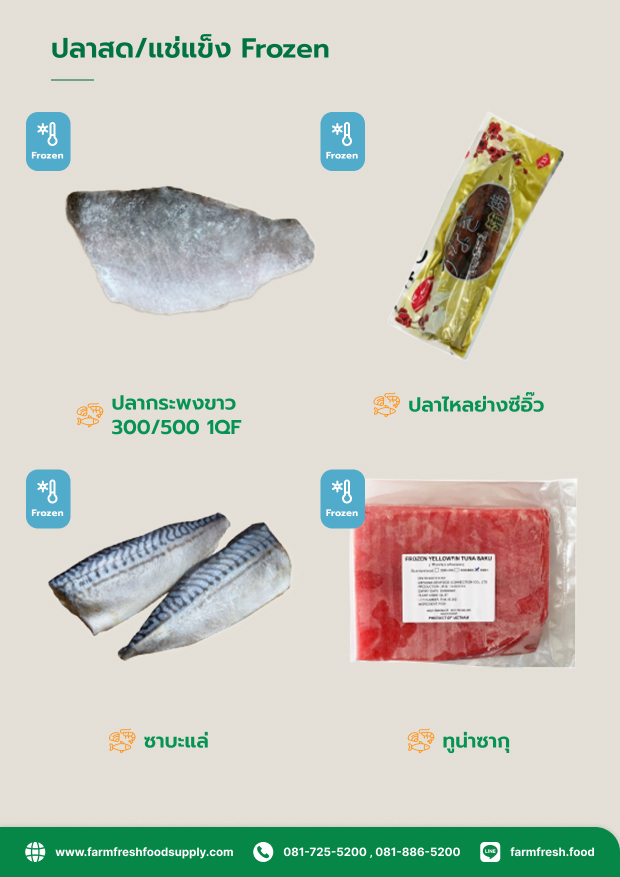 ปลาสด/แช่แข็ง Frozen
Frozen
Frozen
ปลากระพงขาว
300/500 1QF
ปลาไหลย่างซีอิ๊ว
Frozen
Frozen
FROZEN YELLOWFIN TUNA SAKU
PRODUCT OF VIETNAM
ซาบะแล่
ทูน่าซากุ
www.farmfreshfoodsupply.com
081-725-5200 , 081-886-5200
LINE
farmfresh.food